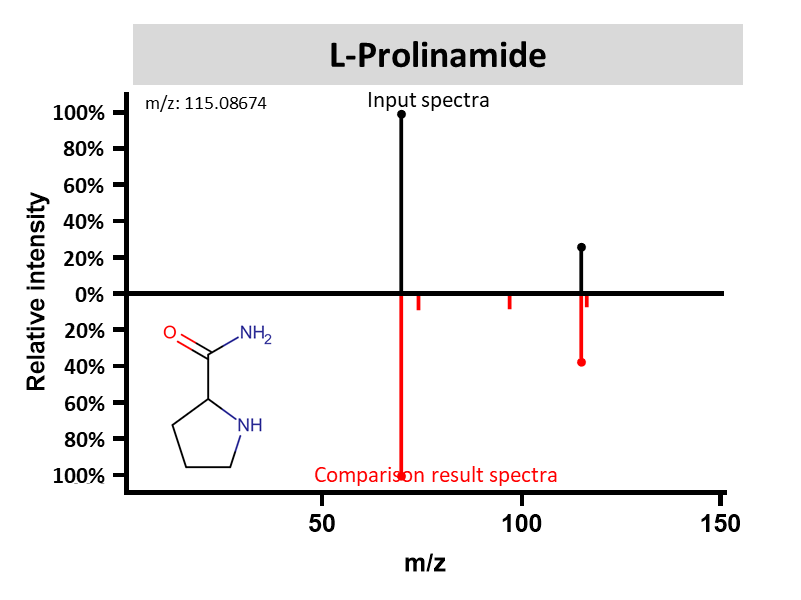 L-Prolinamide
m/z: 115.08674
Input spectra
Relative intensity
100%
80%
60%
40%
20%
0%
20%
40%
60%
80%
100%
O
NH2
NH
Comparison result spectra
50
100
150
m/z